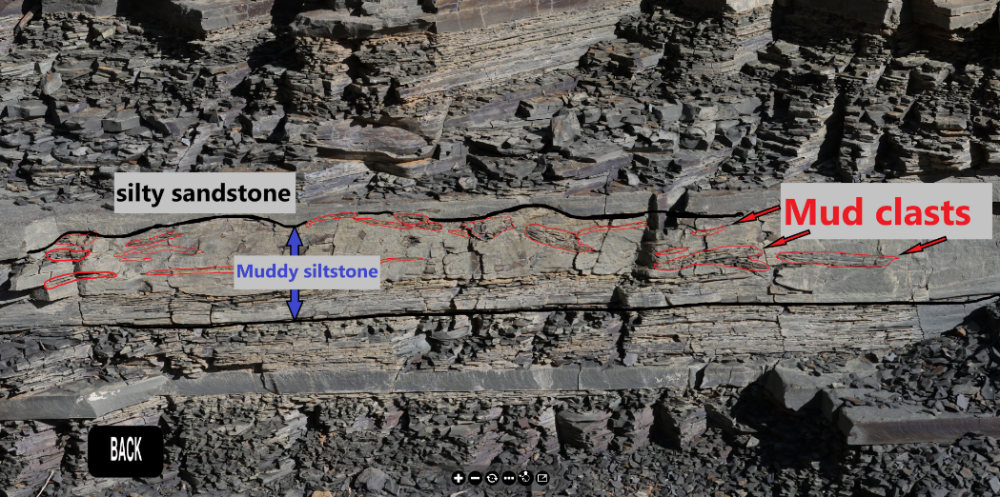 silty sandstone
Mud clasts
Muddy siltstone
BACK